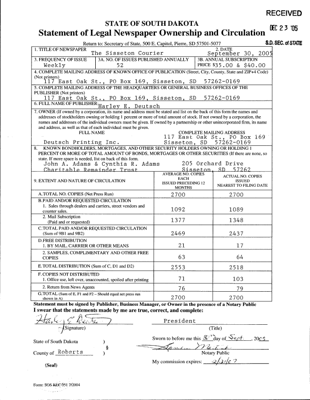 RECEIVED
DEC 23 '05
S.D. SEC. of STATE
STATE OF SOUTH DAKOTA
Statement of Legal Newspaper Ownership and Circulation
Return to: Secretary of State, 500 E. Capitol, Pierre, SD 57501-5077
1. TITLE OF NEWSPAPER The Sisseton Courier
2. DATE September 30, 2005
3. FREQUENCY OF ISSUE Weekly
3A. NO. OF ISSUES PUBLISHED ANNUALLY 52
3B. ANNUAL SUBSCRIPTION PRICE $35.00 & $40.00
4. COMPLETE MAILING ADDRESS OF KNOWN OFFICE OF PUBLICATION (Street, City, County, State and ZIP+4 Code)
(Not printers) 117 East Oak St., PO Box 169, Sisseton, SD 57262-0169
5. COMPLETE MAILING ADDRESS OF THE HEADQUARTERS OR GENERAL BUSINESS OFFICES OF THE
PUBLISHER (Not printers)
117 East Oak St., PO Box 169, Sisseton, SD 57262-0169
6. FULL NAME OF PUBLISHER Harley H. Deutsch
7. OWNER (If owned by a corporation, its name and address must be stated and list on the back of this form the names and
addresses of stockholders owning or holding 1 percent or more of total amount of stock. If not owned by a corporation, the
names and addresses of the individual owners must be given. If owned by a partnership or other unincorporated firm, its name
and address, as well as that of each individual must be given.
FULL NAME
COMPLETE MAILING ADDRESS
117 East Oak St., PO Box 169
Deutsch Printing Inc. Sisseton, SD 57262-0169
8. KNOWN BONDHOLDERS, MORTGAGEES, AND OTHER SECURITY HOLDERS OWNING OR HOLDING 1
PERCENT OR MORE OF TOTAL AMOUNT OF BONDS, MORTGAGES OR OTHER SECURITIES (If there are none, so
state. If more space is needed, list on back of this form.
John A. Adams & Cynthia R. Adams 205 Orchard Drive
Charitable Remainder Trust Sisseton, SD 57262
9. EXTENT AND NATURE OF CIRCULATION
AVERAGE NO. COPIES EACH ISSUED PRECEDING 12 MONTHS
ACTUAL NO. COPIES ISSUED NEAREST TO FILING DATE
A. TOTAL NO. COPIES (Net Press Run) 2700 2700
B. PAID AND/OR REQUESTED CIRCULATION
1. Sales through dealers and carriers, street vendors and
counter sales. 1092 1089
2. Mail Subscription
(Paid and or requested) 1377 1348
C. TOTAL PAID AND/OR REQUESTED CIRCULATION
(Sum of 9B1 and 9B2) 2469 2437
D. FREE DISTRIBUTION
1. BY MAIL, CARRIER OR OTHER MEANS 21 17
2. SAMPLES, COMPLIMENTARY AND OTHER FREE
COPIES 63 64
E. TOTAL DISTRIBUTION (Sum of C, D1 and D2) 2553 2518
F. COPIES NOT DISTRIBUTED
1. Office use, left over, unaccounted, spoiled after printing 71 103
2. Return from News Agents 76 79
G. TOTAL (Sum of E, F1 and F2 - Should equal net press run
shown in A) 2700 2700
Statement must be signed by Publisher, Business Manager, or Owner in the presence of a Notary Public
I swear that the statements made by me are true, correct, and complete:
President
(Signature)
(Title)
State of South Dakota )
Sworn to before me this day of Sept 2005
§
County of Roberts )
Notary Public
(Seal)
My commission expires: